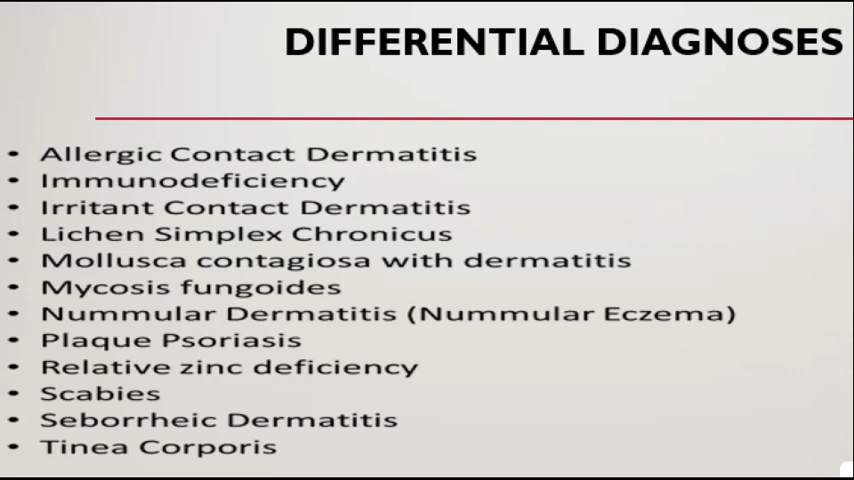 DIFFERENTIAL DIAGNOSES
• Allergic Contact Dermatitis
• Immunodeficiency
• Irritant Contact Dermatitis
• Lichen Simplex Chronicus
• Mollusca contagiosa with dermatitis
• Mycosis fungoides
• Nummular Dermatitis (Nummular Eczema)
• Plaque Psoriasis
• Relative zinc deficiency
• Scabies
• Seborrheic Dermatitis
• Tinea Corporis